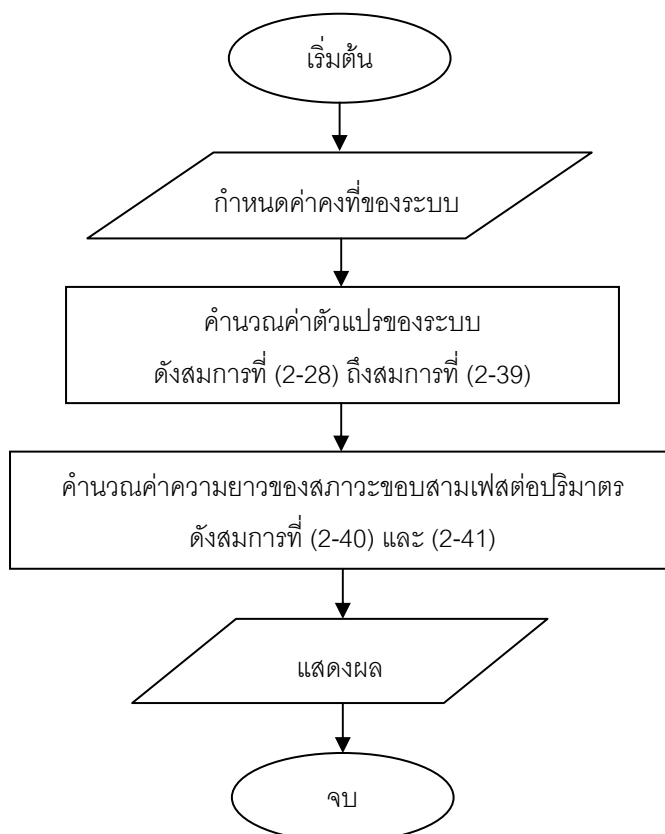 เริ่มต้น
กำหนดค่าคงที่ของระบบ
คำนวณค่าตัวแปรของระบบ
ดังสมการที่ (2-28) ถึงสมการที่ (2-39)
คำนวณค่าความยาวของสภาวะขอบสามเฟสต่อปริมาตร
ดังสมการที่ (2-40) และ (2-41)
แสดงผล
จบ